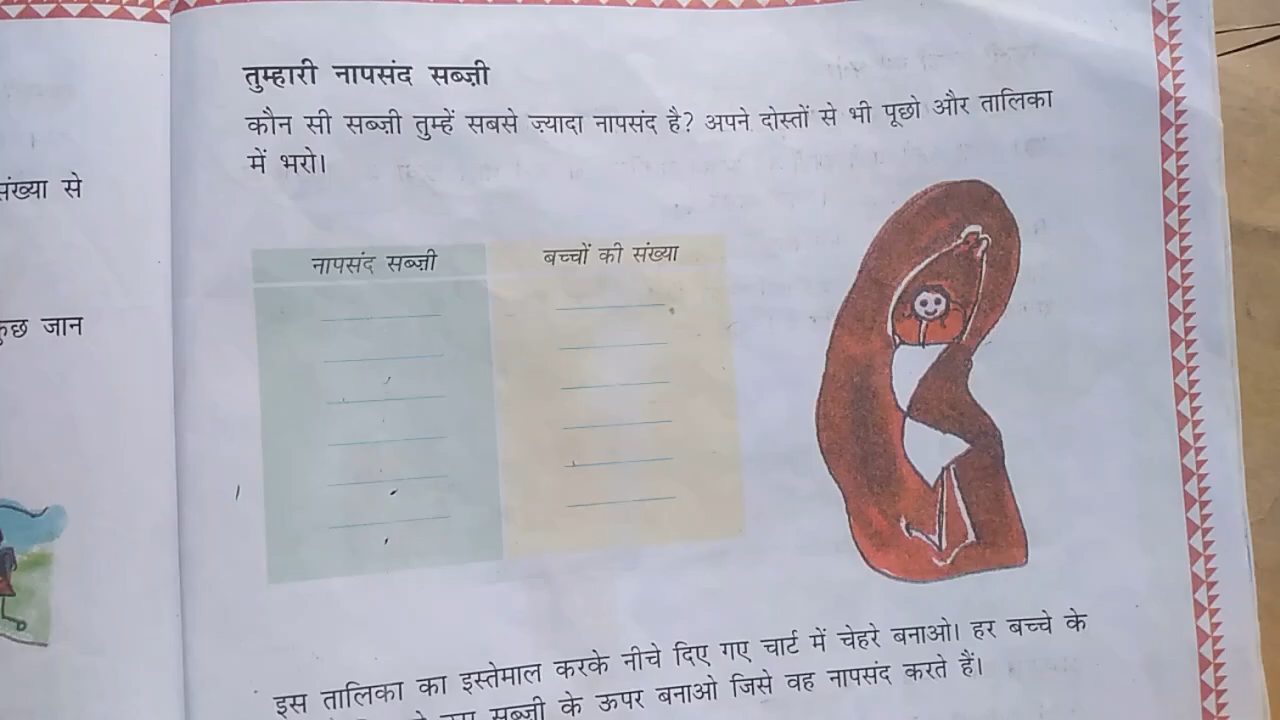 तुम्हारी नापसंद सब्ज़ी
कौन सी सब्ज़ी तुम्हें सबसे ज़्यादा नापसंद है? अपने दोस्तों से भी पूछो और तालिका
में भरो।
संख्या से
कुछ जान
नापसंद सब्ज़ी
बच्चों की संख्या
इस तालिका का इस्तेमाल करके नीचे दिए गए चार्ट में चेहरे बनाओ। हर बच्चे के
सब्ज़ी के ऊपर बनाओ जिसे वह नापसंद करते हैं।